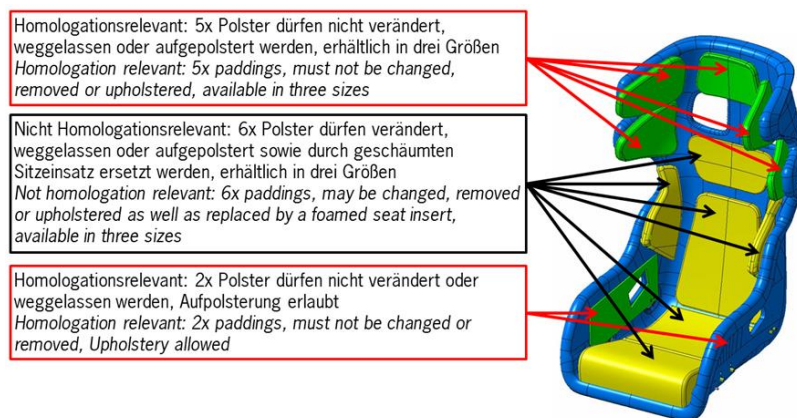 Homologationsrelevant: 5x Polster dürfen nicht verändert,
weggelassen oder aufgepolstert werden, erhältlich in drei Größen
Homologation relevant: 5x paddings, must not be changed,
removed or upholstered, available in three sizes
Nicht Homologationsrelevant: 6x Polster dürfen verändert,
weggelassen oder aufgepolstert sowie durch geschäumten
Sitzeinsatz ersetzt werden, erhältlich in drei Größen
Not homologation relevant: 6x paddings, may be changed, removed
or upholstered as well as replaced by a foamed seat insert,
available in three sizes
Homologationsrelevant: 2x Polster dürfen nicht verändert oder
weggelassen werden, Aufpolsterung erlaubt
Homologation relevant: 2x paddings, must not be changed or
removed, Upholstery allowed